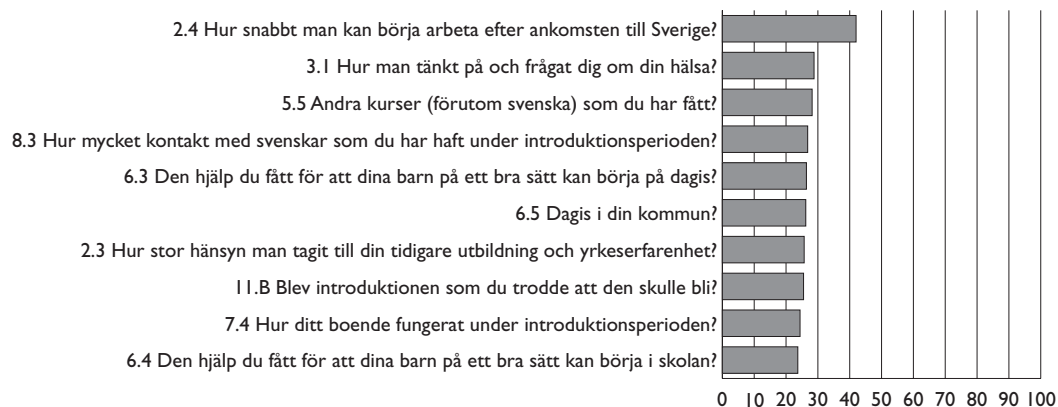 2.4 Hur snabbt man kan börja arbeta efter ankomsten till Sverige?
3.1 Hur man tänkt på och frågat dig om din hälsa?
5.5 Andra kurser (förutom svenska) som du har fått?
8.3 Hur mycket kontakt med svenskar som du har haft under introduktionsperioden?
6.3 Den hjälp du fått för att dina barn på ett bra sätt kan börja på dagis?
6.5 Dagis i din kommun?
2.3 Hur stor hänsyn man tagit till din tidigare utbildning och yrkeserfarenhet?
11.B Blev introduktionen som du trodde att den skulle bli?
7.4 Hur ditt boende fungerat under introduktionsperioden?
6.4 Den hjälp du fått för att dina barn på ett bra sätt kan börja i skolan?
0 10 20 30 40 50 60 70 80 90 100